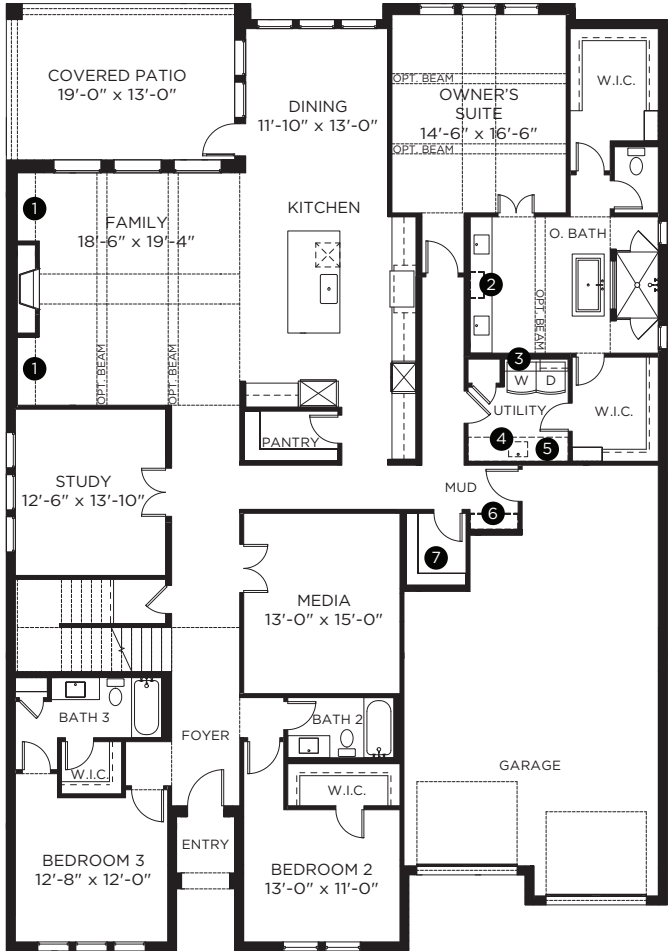 COVERED PATIO
19'-0" x 13'-0"
DINING
11'-10" x 13'-0"
OPT. BEAM
OWNER'S
SUITE
14'-6" x 16'-6"
OPT. BEAM
W.I.C.
1
FAMILY
18'-6" x 19'-4"
KITCHEN
O. BATH
2
OPT. BEAM
1
OPT. BEAM
OPT. BEAM
3
W D
UTILITY
W.I.C.
4
5
PANTRY
STUDY
12'-6" x 13'-10"
MUD
6
7
MEDIA
13'-0" x 15'-0"
BATH 3
FOYER
BATH 2
W.I.C.
W.I.C.
GARAGE
ENTRY
BEDROOM 3
12'-8" x 12'-0"
BEDROOM 2
13'-0" x 11'-0"